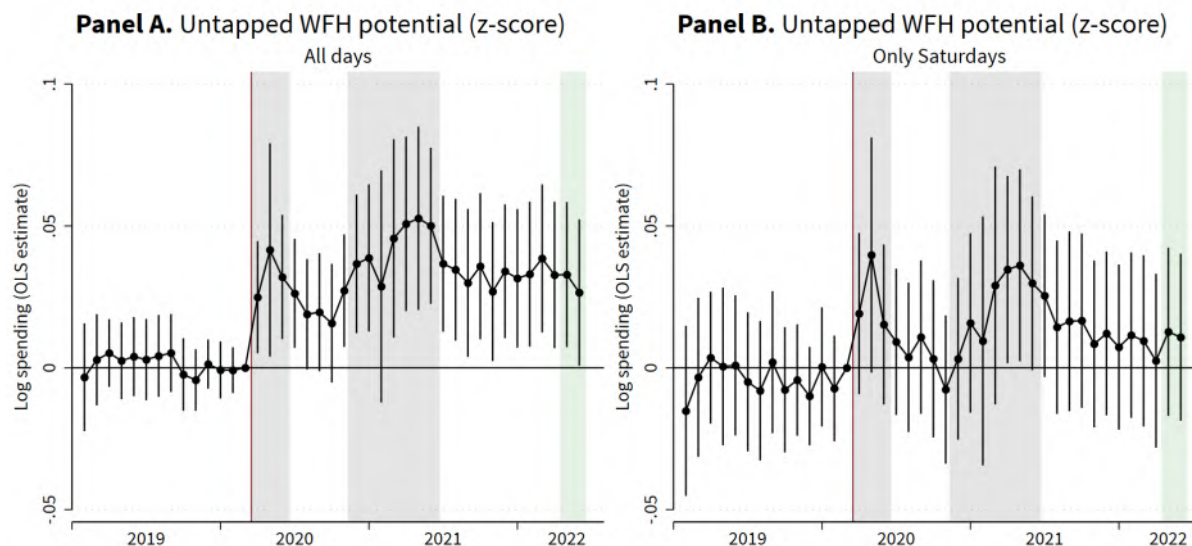 Panel A. Untapped WFH potential (z-score)
All days
Log spending (OLS estimate)
.1
.05
0
-.05
2019
2020
2021
2022
Panel B. Untapped WFH potential (z-score)
Only Saturdays
Log spending (OLS estimate)
.1
.05
0
-.05
2019
2020
2021
2022